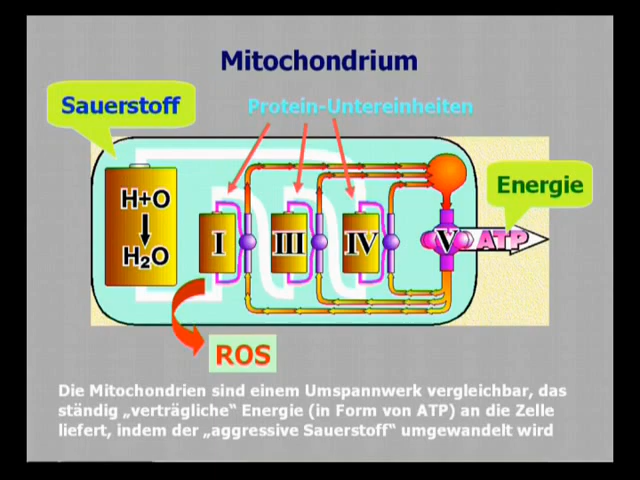 Mitochondrium
Sauerstoff
Protein-Untereinheiten
Energie
H+O
H₂O
I
III
IV
V
ATP
ROS
Die Mitochondrien sind einem Umspannwerk vergleichbar, das
ständig „verträgliche“ Energie (in Form von ATP) an die Zelle
liefert, indem der „aggressive Sauerstoff“ umgewandelt wird